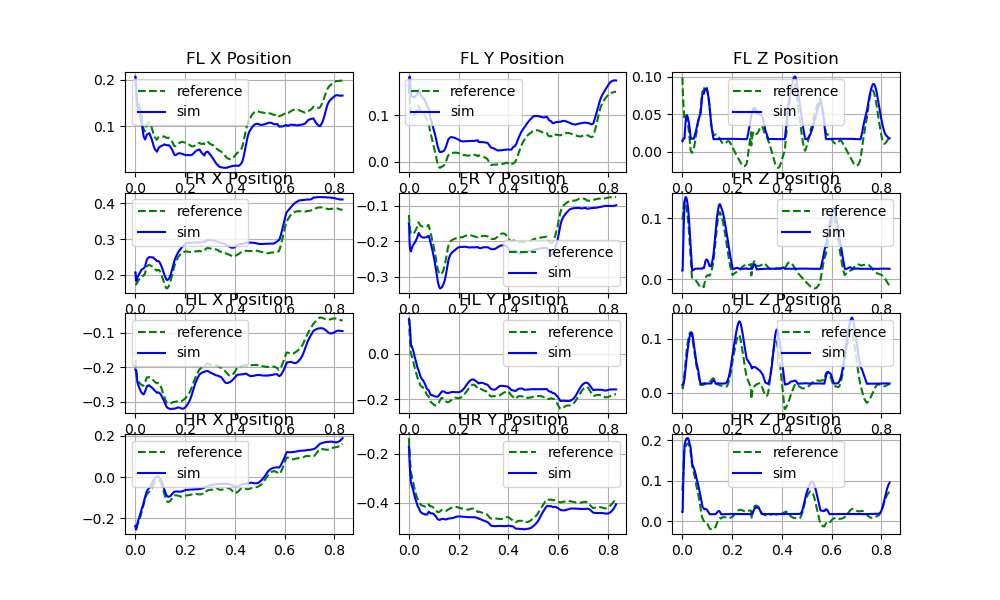 FL X Position
FL Y Position
FL Z Position
0.2
0.1
reference
sim
0.0 0.2 0.4 0.6 0.8
0.1
0.0
reference
sim
0.0 0.2 0.4 0.6 0.8
0.10
0.05
0.00
reference
sim
0.0 0.2 0.4 0.6 0.8
FR X Position
FR Y Position
FR Z Position
0.4
0.3
0.2
reference
sim
0.0 0.2 0.4 0.6 0.8
−0.1
−0.2
−0.3
reference
sim
0.0 0.2 0.4 0.6 0.8
0.1
0.0
reference
sim
0.0 0.2 0.4 0.6 0.8
HL X Position
HL Y Position
HL Z Position
−0.1
−0.2
−0.3
reference
sim
0.0 0.2 0.4 0.6 0.8
0.0
−0.2
reference
sim
0.0 0.2 0.4 0.6 0.8
0.1
0.0
reference
sim
0.0 0.2 0.4 0.6 0.8
HR X Position
HR Y Position
HR Z Position
0.2
0.0
−0.2
reference
sim
0.0 0.2 0.4 0.6 0.8
−0.2
−0.4
reference
sim
0.0 0.2 0.4 0.6 0.8
0.2
0.1
0.0
reference
sim
0.0 0.2 0.4 0.6 0.8